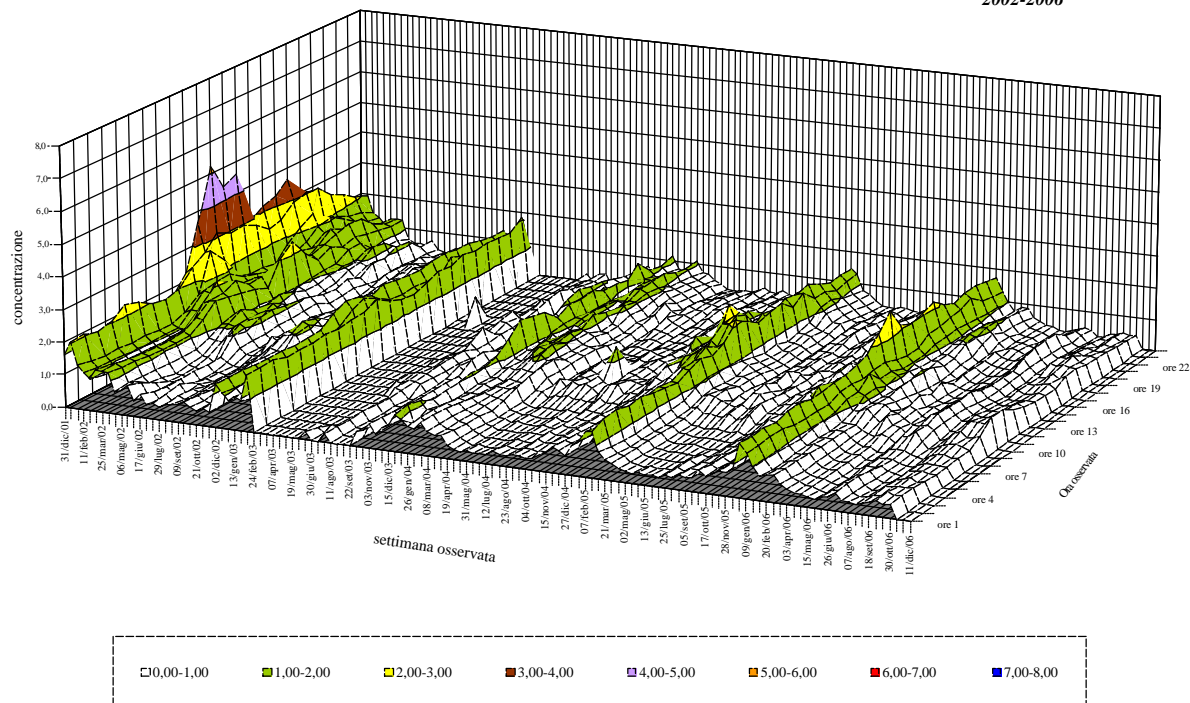 2002-2006
8,0
7,0
6,0
5,0
4,0
3,0
2,0
1,0
0,0
concentrazione
31/dic/01
11/feb/02
25/mar/02
06/mag/02
17/giu/02
29/lug/02
09/set/02
21/ott/02
02/dic/02
13/gen/03
24/feb/03
07/apr/03
19/mag/03
30/giu/03
11/ago/03
22/set/03
03/nov/03
15/dic/03
26/gen/04
08/mar/04
19/apr/04
31/mag/04
12/lug/04
23/ago/04
04/ott/04
15/nov/04
27/dic/04
07/feb/05
21/mar/05
02/mag/05
13/giu/05
25/lug/05
05/set/05
17/ott/05
28/nov/05
09/gen/06
20/feb/06
03/apr/06
15/mag/06
26/giu/06
07/ago/06
18/set/06
30/ott/06
11/dic/06
settimana osservata
ore 1
ore 4
ore 7
ore 10
ore 13
ore 16
ore 19
ore 22
Ora osservata
0,00-1,00 1,00-2,00 2,00-3,00 3,00-4,00 4,00-5,00 5,00-6,00 6,00-7,00 7,00-8,00